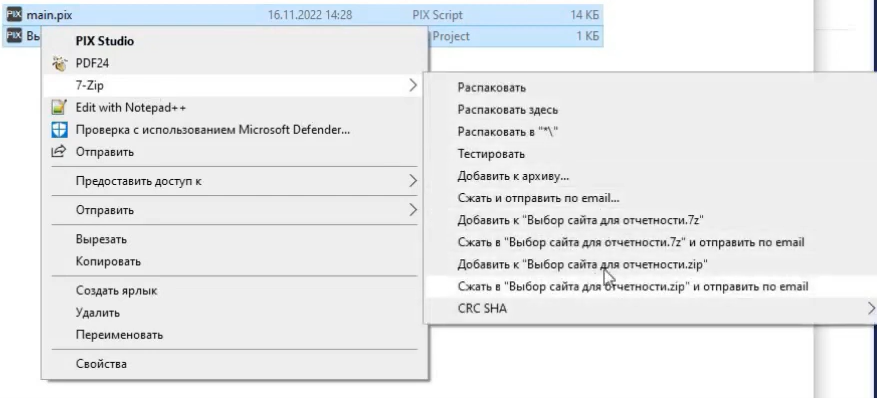 PIX main.pix 16.11.2022 14:28 PIX Script 14 КБ
PIX Вы Project 1 КБ
PIX Studio
PDF24
7-Zip
Edit with Notepad++
Проверка с использованием Microsoft Defender...
Отправить
Предоставить доступ к
Отправить
Вырезать
Копировать
Создать ярлык
Удалить
Переименовать
Свойства
Распаковать
Распаковать здесь
Распаковать в "*\"
Тестировать
Добавить к архиву...
Сжать и отправить по email...
Добавить к "Выбор сайта для отчетности.7z"
Сжать в "Выбор сайта для отчетности.7z" и отправить по email
Добавить к "Выбор сайта для отчетности.zip"
Сжать в "Выбор сайта для отчетности.zip" и отправить по email
CRC SHA